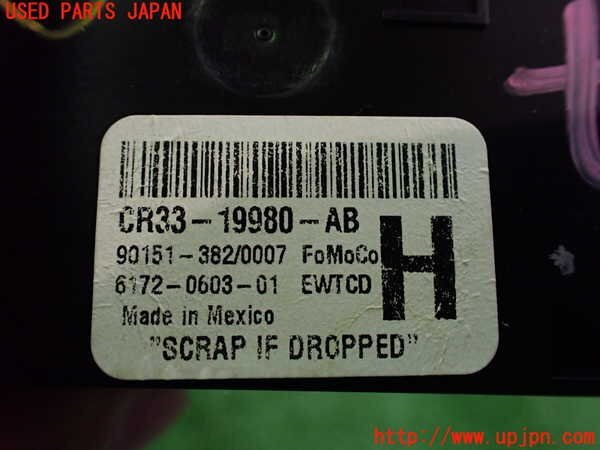 USED PARTS JAPAN
CR33-19980-AB
90151-382/0007 FoMoCo
6172-0603-01 EWTCD
H
Made in Mexico
"SCRAP IF DROPPED"
http://www.upjpn.com/